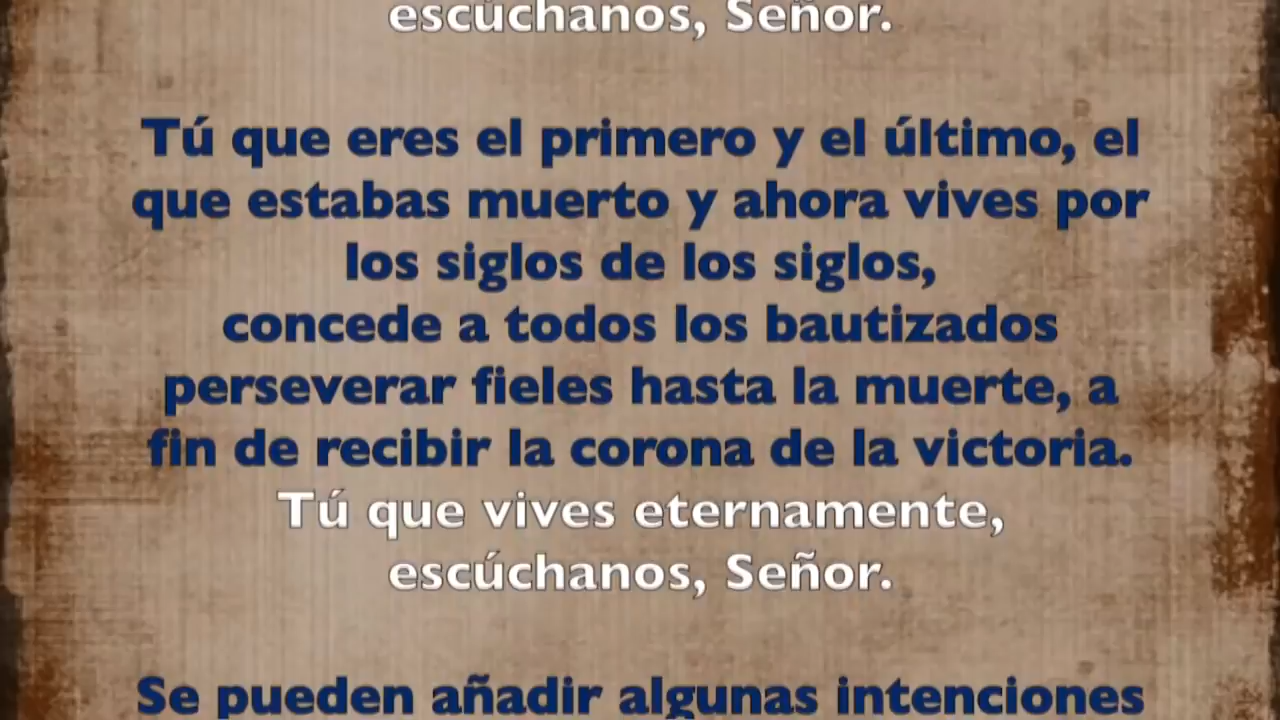 escúchanos, Señor.
Tú que eres el primero y el último, el
que estabas muerto y ahora vives por
los siglos de los siglos,
concede a todos los bautizados
perseverar fieles hasta la muerte, a
fin de recibir la corona de la victoria.
Tú que vives eternamente,
escúchanos, Señor.
Se pueden añadir algunas intenciones